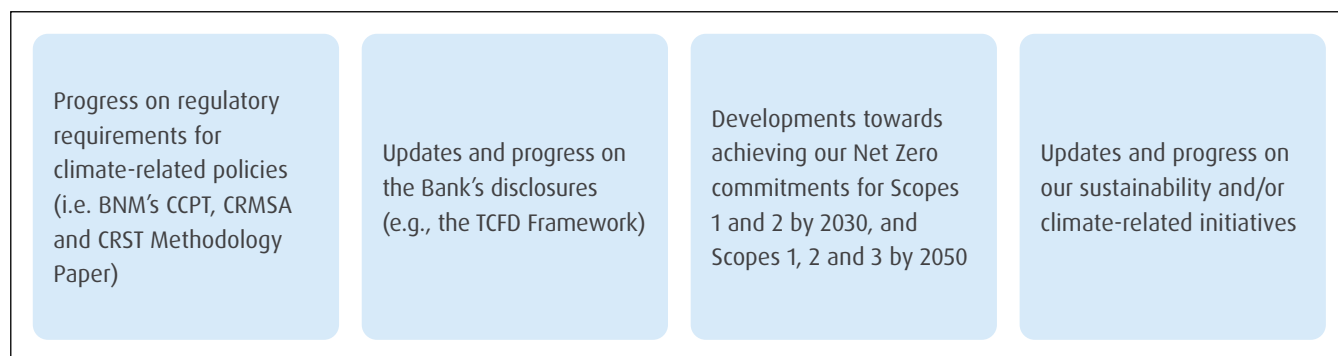 Progress on regulatory
requirements for
climate-related policies
(i.e. BNM's CCPT, CRMSA
and CRST Methodology
Paper)
Updates and progress on
the Bank's disclosures
(e.g., the TCFD Framework)
Developments towards
achieving our Net Zero
commitments for Scopes
1 and 2 by 2030, and
Scopes 1, 2 and 3 by 2050
Updates and progress on
our sustainability and/or
climate-related initiatives